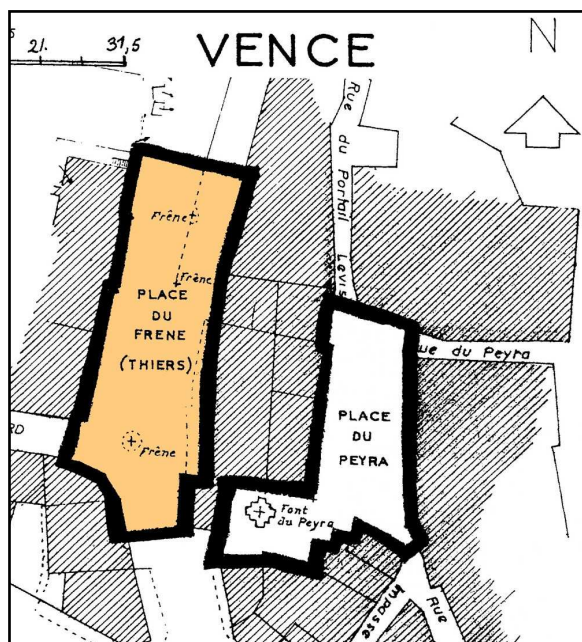 21. 31,5
VENCE
N
Rue du Portail Levis
Frêne
Frêne
PLACE
DU
FRENE
(THIERS)
Frêne
ue du Peyra
PLACE
DU
PEYRA
Font
du Peyra
RD
Impasse
Rue